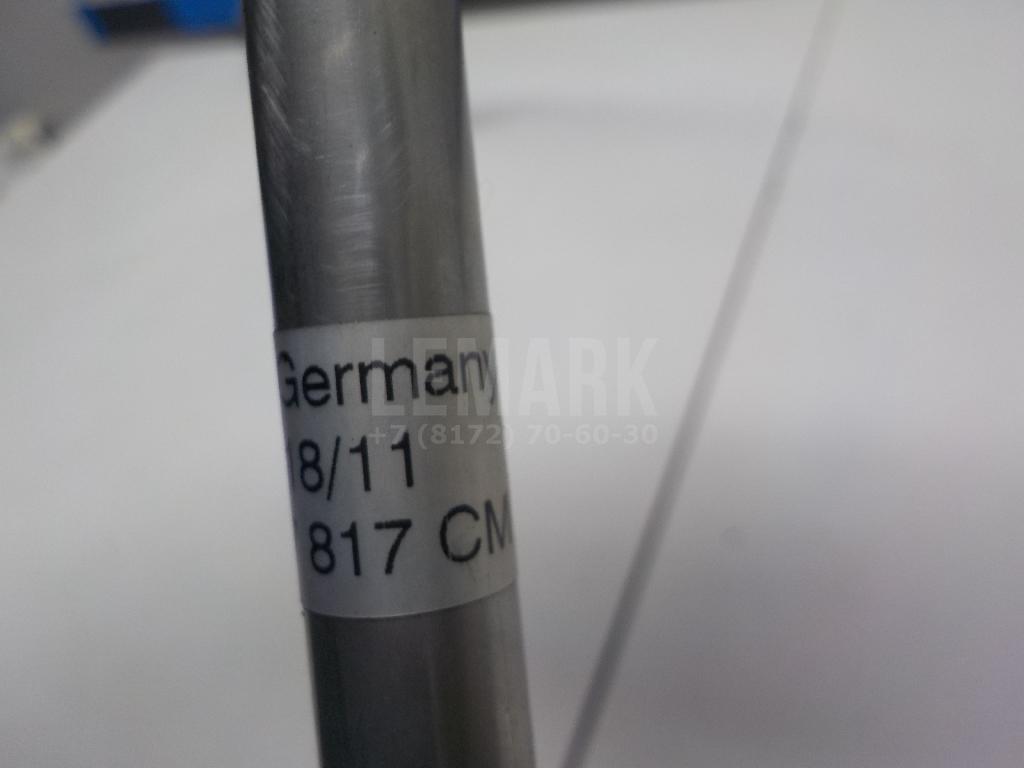 Germany
18/11
817 CM
LEMARK
+7 (8172) 70-60-30